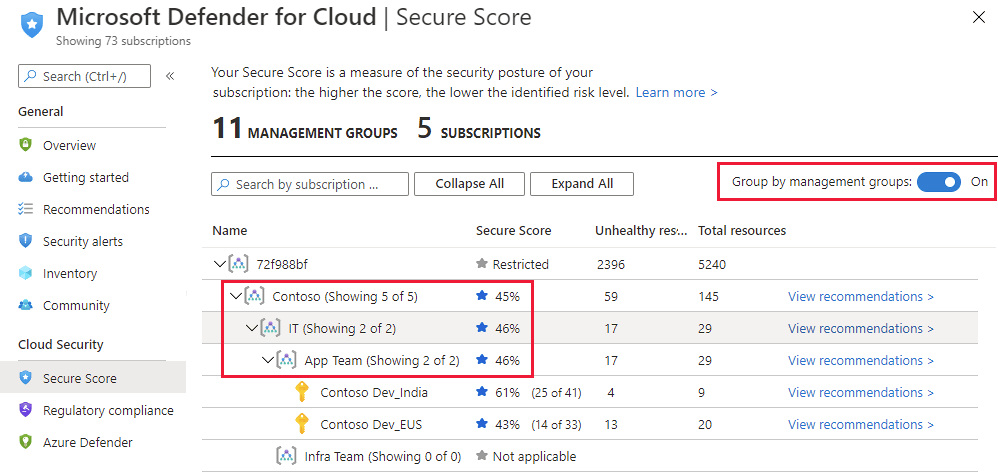 Microsoft Defender for Cloud | Secure Score
Showing 73 subscriptions
Search (Ctrl+/)
«
General
Overview
Getting started
Recommendations
Security alerts
Inventory
Community
Cloud Security
Secure Score
Regulatory compliance
Azure Defender
Your Secure Score is a measure of the security posture of your
subscription: the higher the score, the lower the identified risk level. Learn more >
11 MANAGEMENT GROUPS 5 SUBSCRIPTIONS
Search by subscription ... Collapse All Expand All Group by management groups: On
Name Secure Score Unhealthy res... Total resources
72f988bf Restricted 2396 5240
Contoso (Showing 5 of 5) 45% 59 145 View recommendations >
IT (Showing 2 of 2) 46% 17 29 View recommendations >
App Team (Showing 2 of 2) 46% 17 29 View recommendations >
Contoso Dev_India 61% (25 of 41) 4 9 View recommendations >
Contoso Dev_EUS 43% (14 of 33) 13 20 View recommendations >
Infra Team (Showing 0 of 0) Not applicable